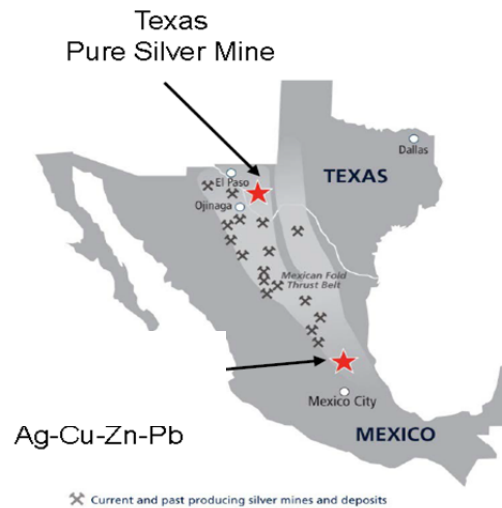 Texas
Pure Silver Mine
Dallas
El Paso
TEXAS
Ojinaga
Mexican Fold
Thrust Belt
Mexico City
Ag-Cu-Zn-Pb
MEXICO
Current and past producing silver mines and deposits